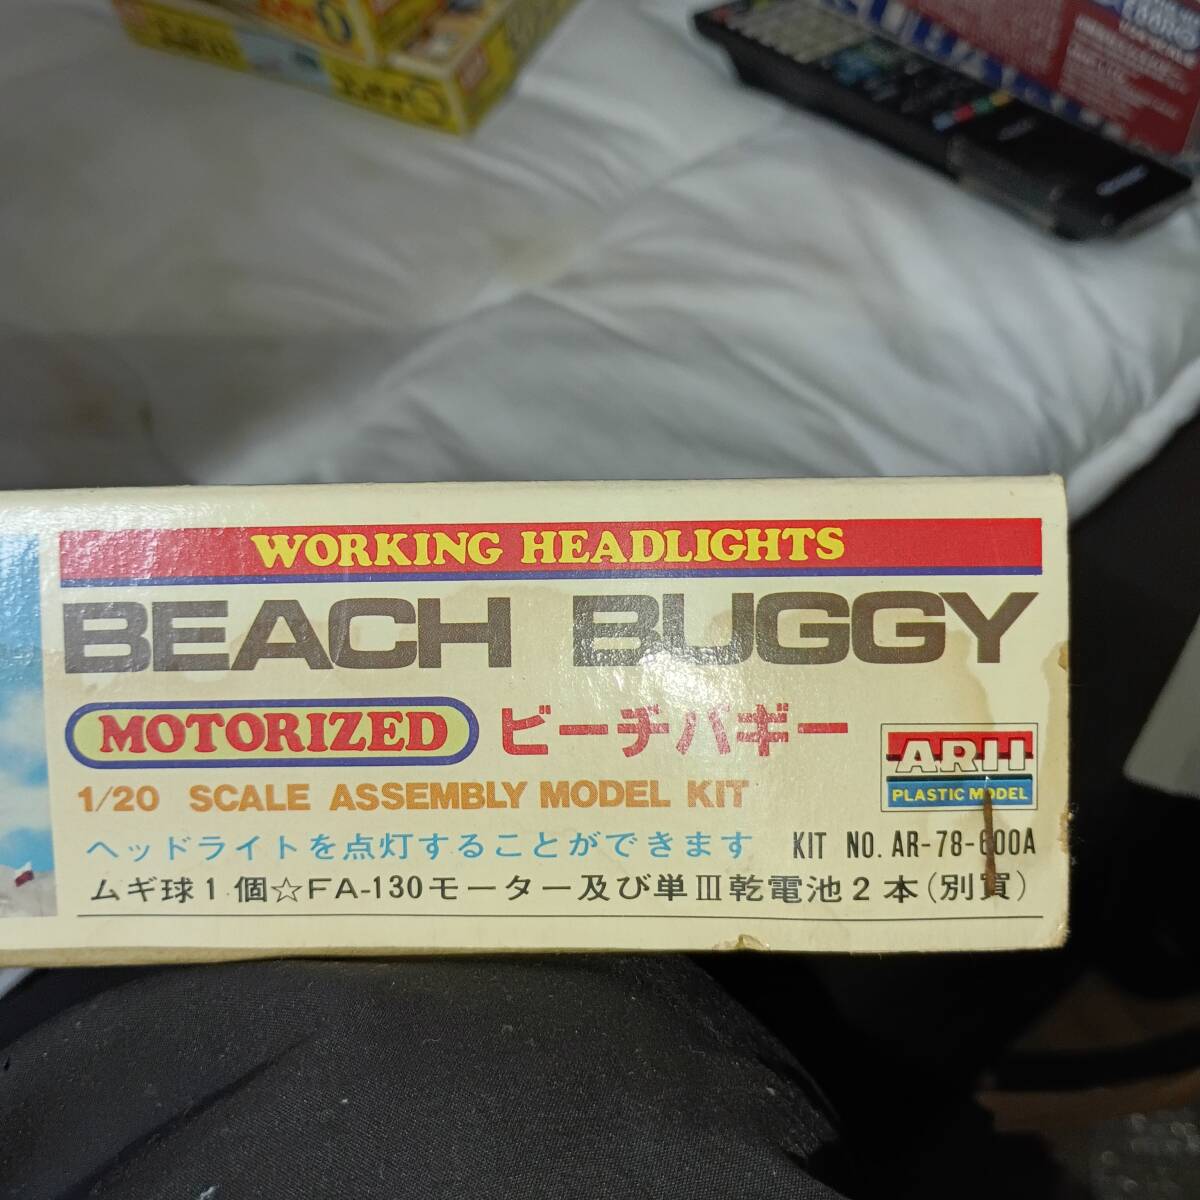 WORKING HEADLIGHTS
BEACH BUGGY
MOTORIZED ビーチバギー
ARII
PLASTIC MODEL
1/20 SCALE ASSEMBLY MODEL KIT
ヘッドライトを点灯することができます KIT NO. AR-78-600A
ムギ球1個☆FA-130モーター及び単Ⅲ乾電池2本(別買)